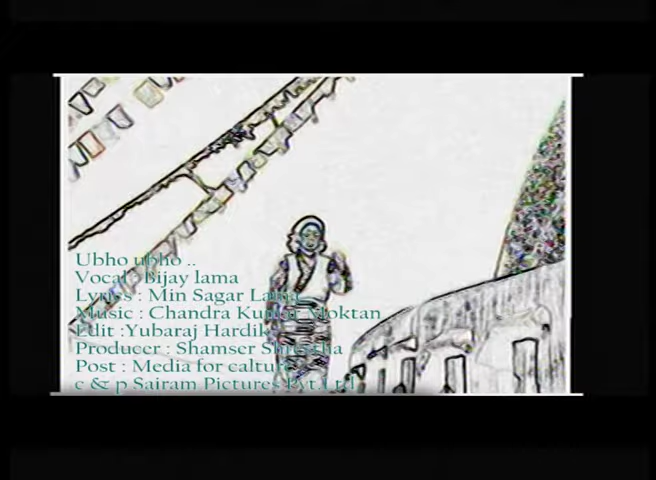 Ubho ubho ..
Vocal : Bijay lama
Lyrics : Min Sagar Lama
Music : Chandra Kumar Moktan
Edit :Yubaraj Hardik
Producer : Shamser Shrestha
Post : Media for calture
c & p Sairam Pictures Pvt.Ltd